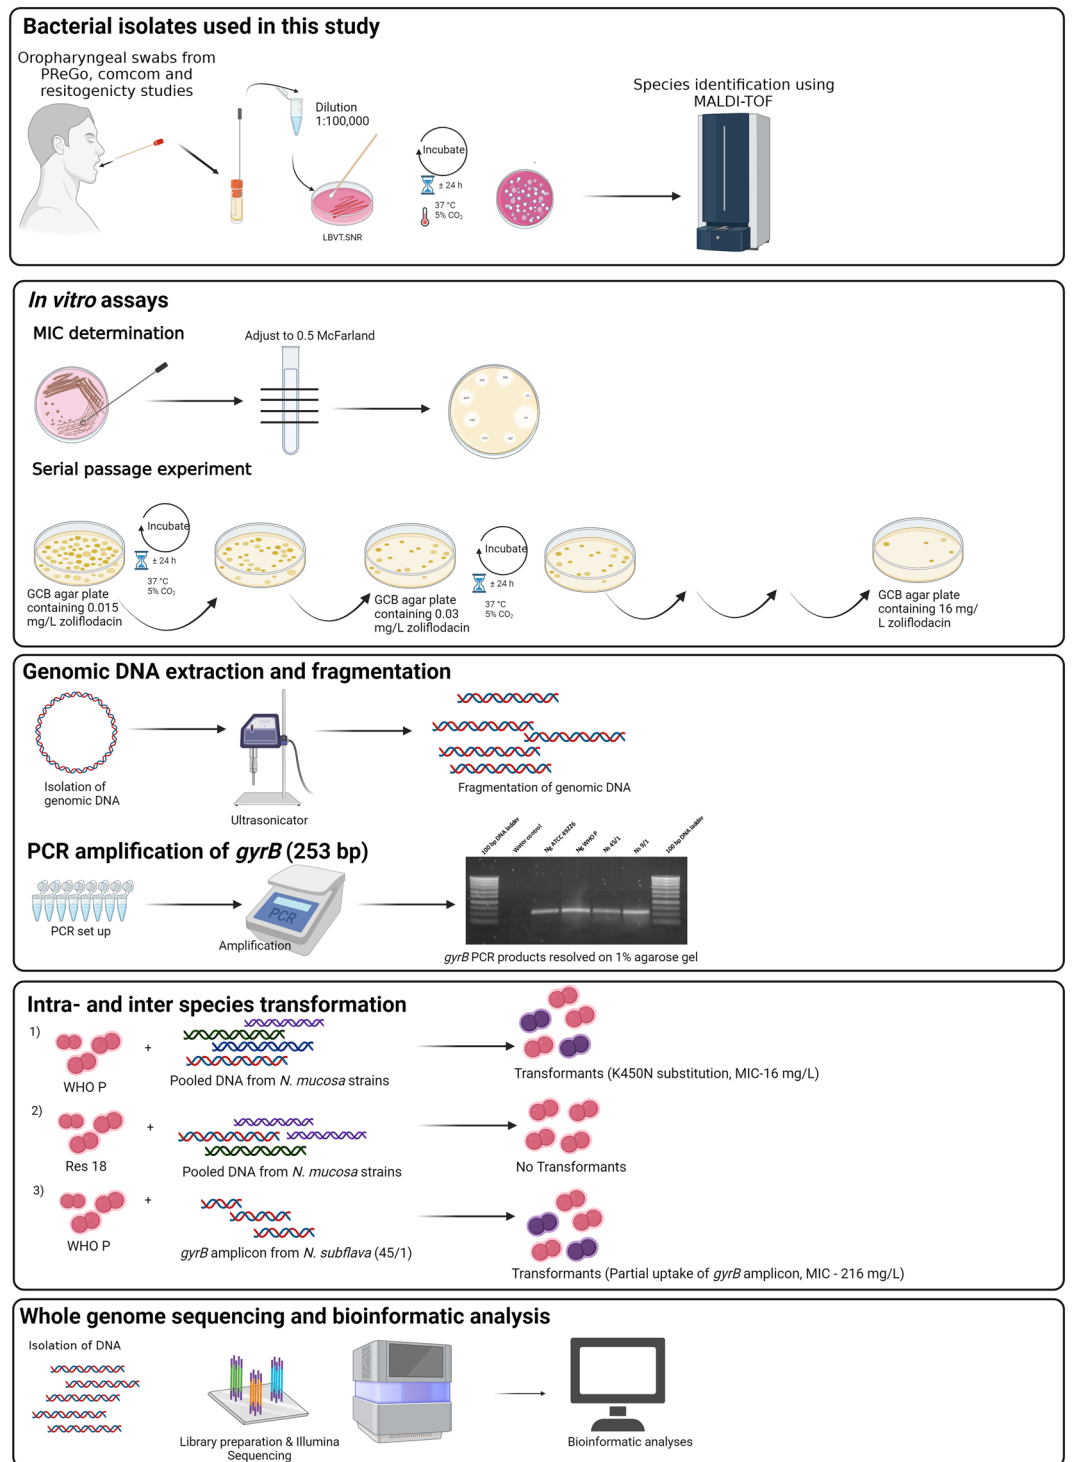 Bacterial isolates used in this study
Oropharyngeal swabs from
PReGo, comcom and
resitogenicty studies
Dilution
1:100,000
LBVT.SNR
Incubate
± 24 h
37 °C
5% CO₂
Species identification using
MALDI-TOF
In vitro assays
MIC determination
Adjust to 0.5 McFarland
Serial passage experiment
Incubate
± 24 h
37 °C
5% CO₂
GCB agar plate
containing 0.015
mg/L zoliflodacin
GCB agar plate
containing 0.03
mg/L zoliflodacin
Incubate
± 24 h
37 °C
5% CO₂
GCB agar plate
containing 16 mg/
L zoliflodacin
Genomic DNA extraction and fragmentation
Isolation of
genomic DNA
Ultrasonicator
Fragmentation of genomic DNA
PCR amplification of gyrB (253 bp)
PCR set up
PCR
Amplification
100 bp DNA ladder
Water control
Ng ATCC 49226
Ng WHO P
Ns 45/1
Ns 9/1
100 bp DNA ladder
gyrB PCR products resolved on 1% agarose gel
Intra- and inter species transformation
1)
WHO P
+
Pooled DNA from N. mucosa strains
Transformants (K450N substitution, MIC-16 mg/L)
2)
Res 18
+
Pooled DNA from N. mucosa strains
No Transformants
3)
WHO P
+
gyrB amplicon from N. subflava (45/1)
Transformants (Partial uptake of gyrB amplicon, MIC - 216 mg/L)
Whole genome sequencing and bioinformatic analysis
Isolation of DNA
Library preparation & Illumina
Sequencing
Bioinformatic analyses